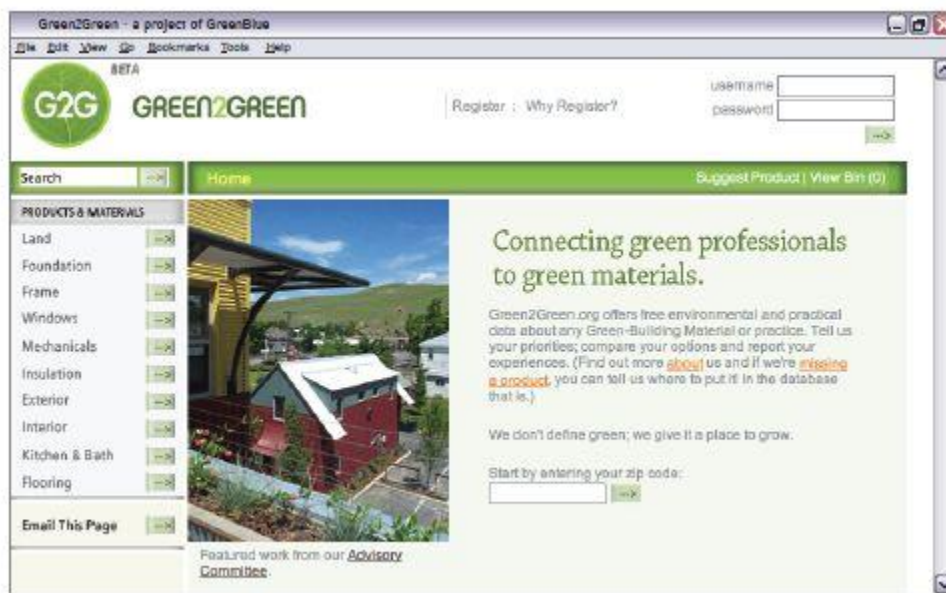 Green2Green - a project of GreenBlue
File Edit View Go Bookmarks Tools Help
G2G
BETA
GREEN2GREEN
Register : Why Register?
username
password
-->
Search -->
Home
Suggest Product | View Bin (0)
PRODUCTS & MATERIALS
Land -->
Foundation -->
Frame -->
Windows -->
Mechanicals -->
Insulation -->
Exterior -->
Interior -->
Kitchen & Bath -->
Flooring -->
Email This Page -->
Featured work from our Advisory
Committee.
Connecting green professionals
to green materials.
Green2Green.org offers free environmental and practical
data about any Green-Building Material or practice. Tell us
your priorities; compare your options and report your
experiences. (Find out more about us and if we're missing
a product, you can tell us where to put it! in the database
that is.)
We don't define green; we give it a place to grow.
Start by entering your zip code:
-->